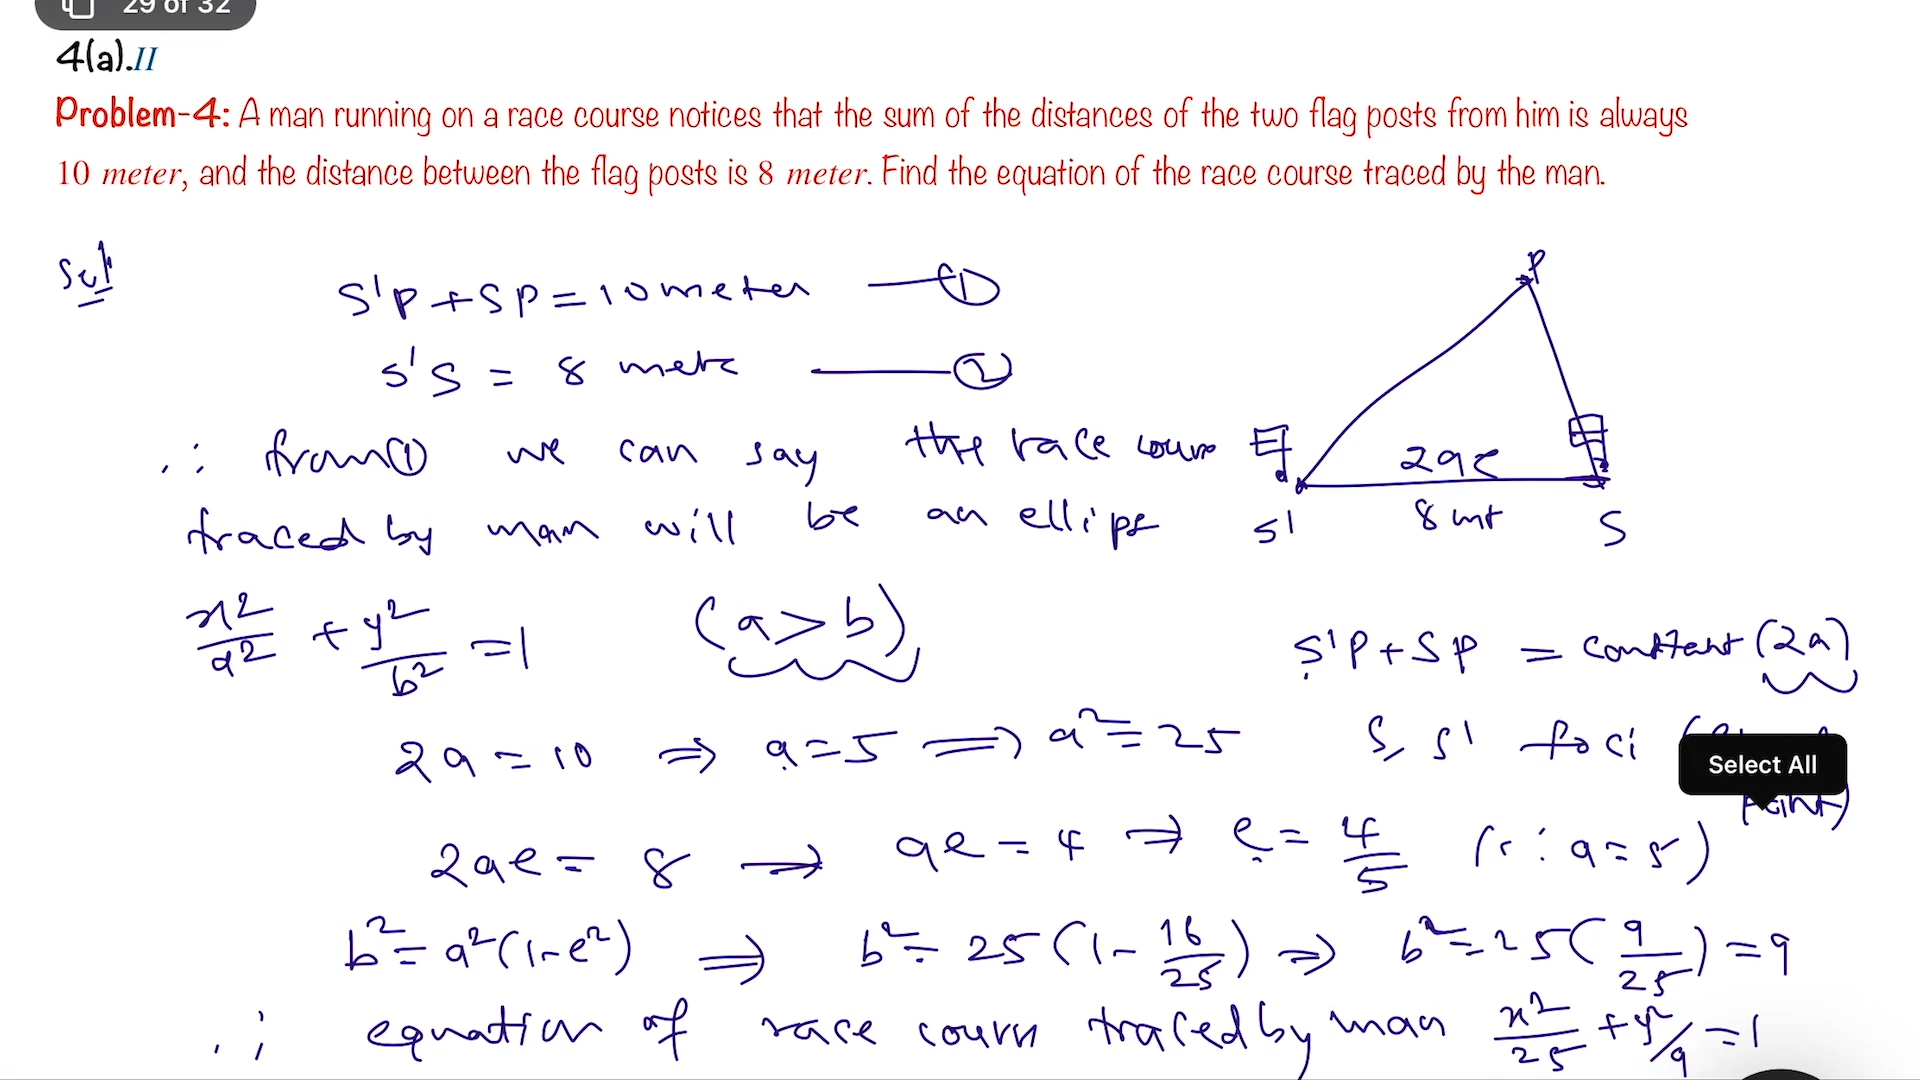 29 of 32
4(a).II
Problem-4: A man running on a race course notices that the sum of the distances of the two flag posts from him is always
10 meter, and the distance between the flag posts is 8 meter. Find the equation of the race course traced by the man.
Sol
S'P + SP = 10 meter — ①
S'S = 8 mete — ②
∴ from ① we can say the race cours
traced by man will be an ellips
P
2ae
8 mt
S'
S
x²/a² + y²/b² = 1 (a > b)
S'P + SP = constant (2a)
2a = 10 ⇒ a = 5 ⇒ a² = 25
S, S' foci
Select All
point)
2ae = 8 → ae = 4 ⇒ e = 4/5 (∵ a = 5)
b² = a²(1-e²) ⇒ b² = 25(1 - 16/25) ⇒ b² = 25(9/25) = 9
∴ equation of race cours traced by man x²/25 + y²/9 = 1